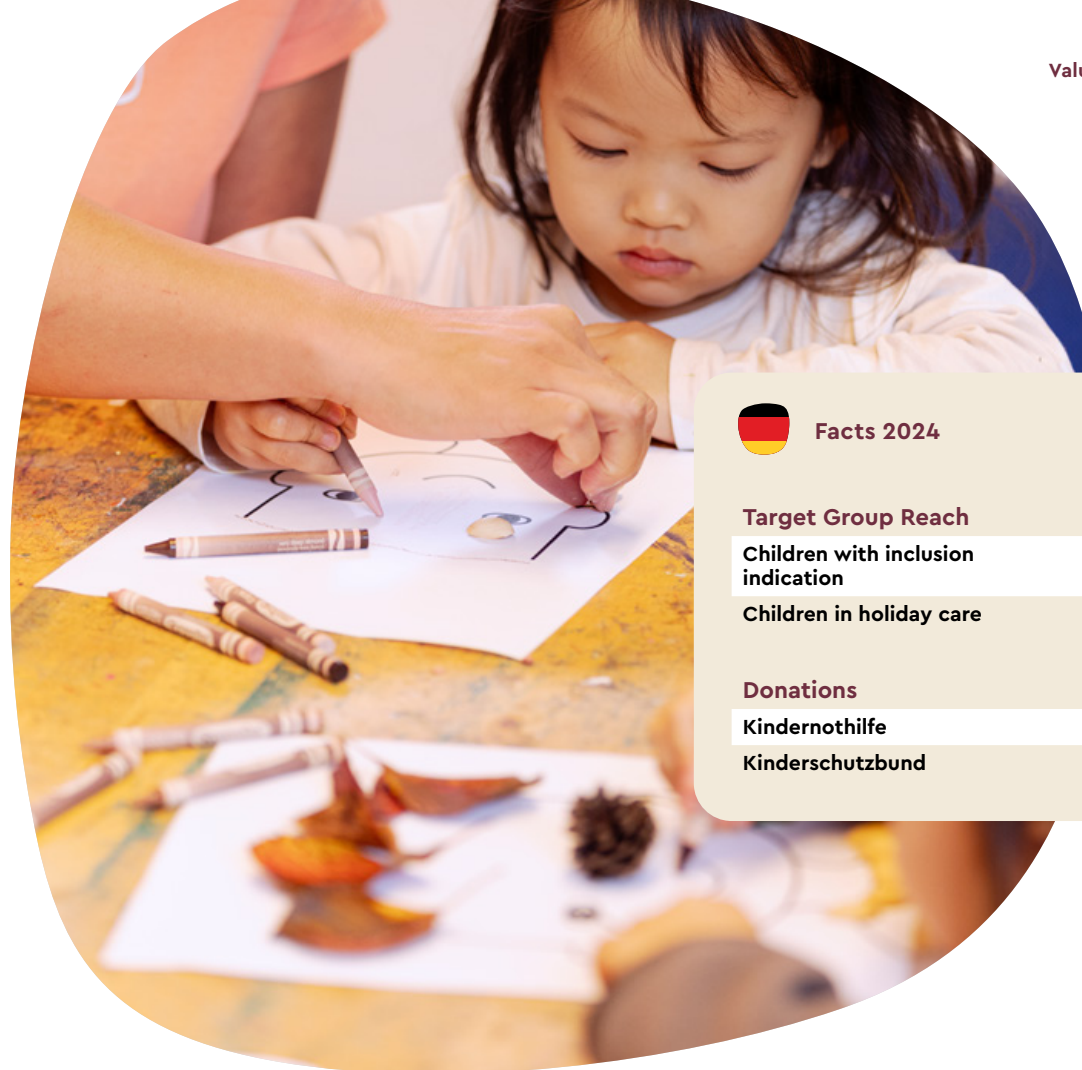 Facts 2024
Target Group Reach
Children with inclusion
indication
Children in holiday care
Donations
Kindernothilfe
Kinderschutzbund